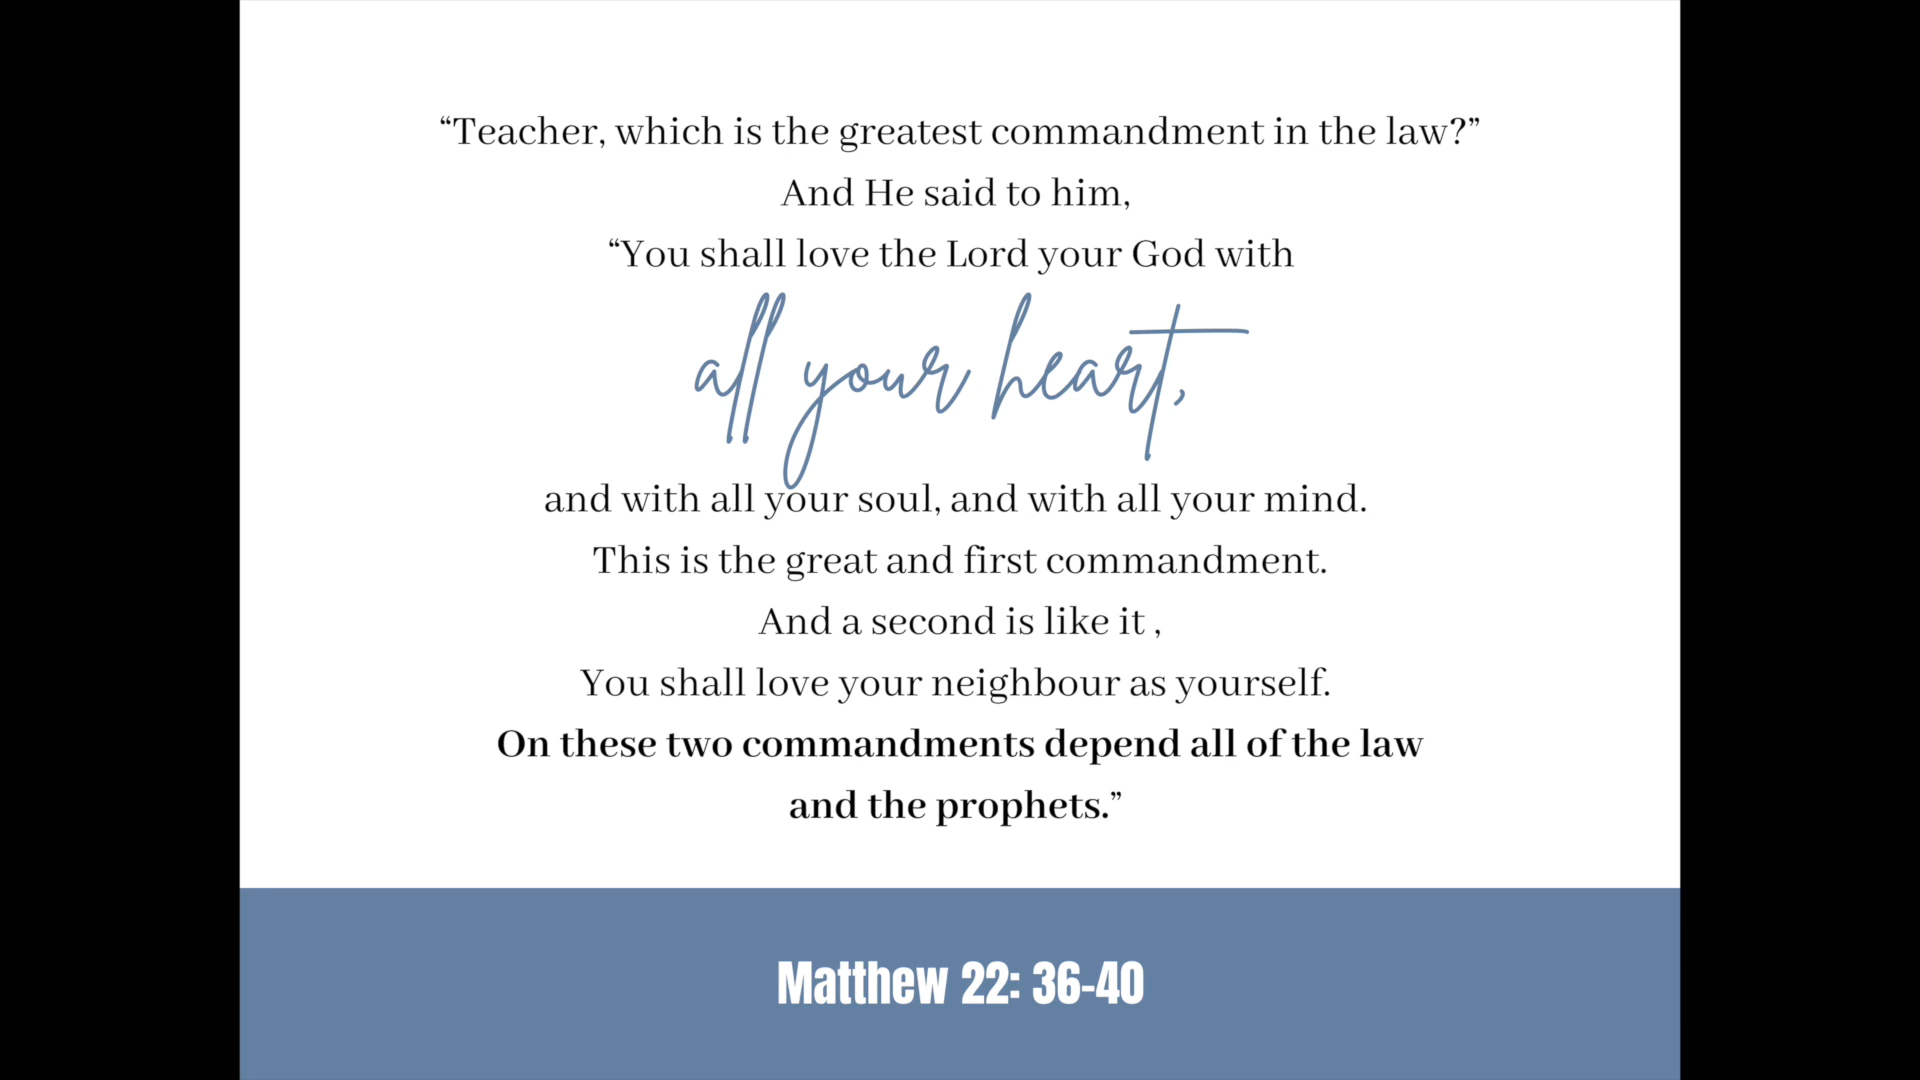 “Teacher, which is the greatest commandment in the law?”
And He said to him,
“You shall love the Lord your God with
all your heart,
and with all your soul, and with all your mind.
This is the great and first commandment.
And a second is like it ,
You shall love your neighbour as yourself.
On these two commandments depend all of the law
and the prophets.”
Matthew 22: 36-40